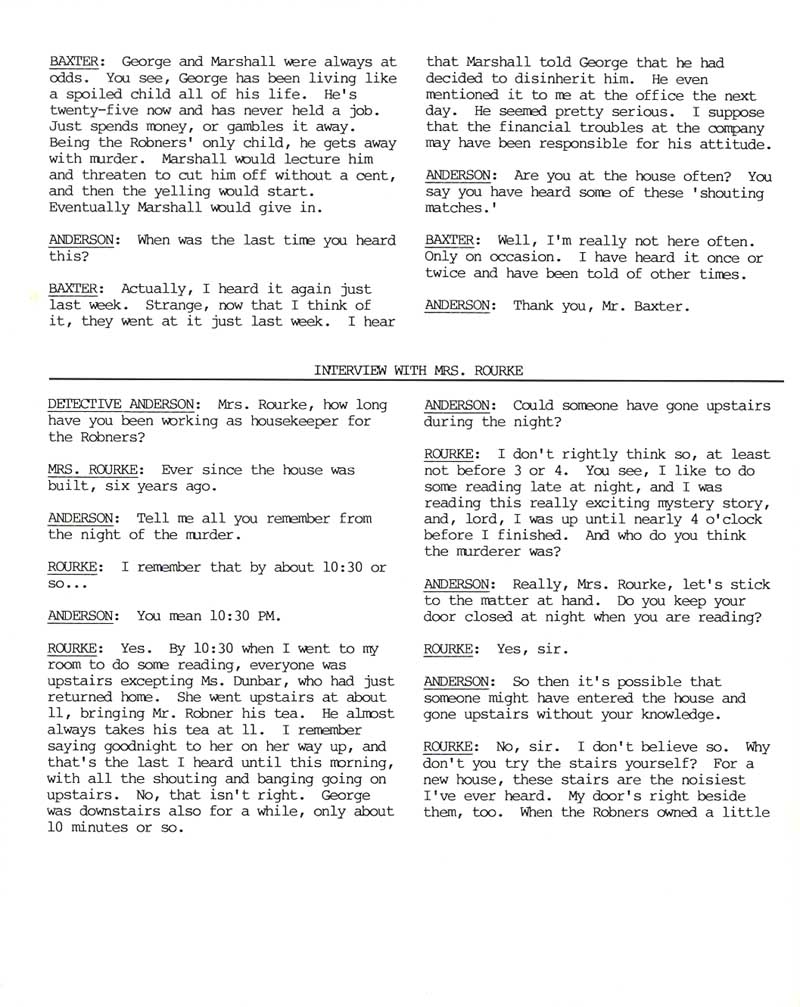 BAXTER: George and Marshall were always at
odds. You see, George has been living like
a spoiled child all of his life. He's
twenty-five now and has never held a job.
Just spends money, or gambles it away.
Being the Robners' only child, he gets away
with murder. Marshall would lecture him
and threaten to cut him off without a cent,
and then the yelling would start.
Eventually Marshall would give in.
ANDERSON: When was the last time you heard
this?
BAXTER: Actually, I heard it again just
last week. Strange, now that I think of
it, they went at it just last week. I hear
that Marshall told George that he had
decided to disinherit him. He even
mentioned it to me at the office the next
day. He seemed pretty serious. I suppose
that the financial troubles at the company
may have been responsible for his attitude.
ANDERSON: Are you at the house often? You
say you have heard some of these 'shouting
matches.'
BAXTER: Well, I'm really not here often.
Only on occasion. I have heard it once or
twice and have been told of other times.
ANDERSON: Thank you, Mr. Baxter.
INTERVIEW WITH MRS. ROURKE
DETECTIVE ANDERSON: Mrs. Rourke, how long
have you been working as housekeeper for
the Robners?
MRS. ROURKE: Ever since the house was
built, six years ago.
ANDERSON: Tell me all you remember from
the night of the murder.
ROURKE: I remember that by about 10:30 or
so...
ANDERSON: You mean 10:30 PM.
ROURKE: Yes. By 10:30 when I went to my
room to do some reading, everyone was
upstairs excepting Ms. Dunbar, who had just
returned home. She went upstairs at about
11, bringing Mr. Robner his tea. He almost
always takes his tea at 11. I remember
saying goodnight to her on her way up, and
that's the last I heard until this morning,
with all the shouting and banging going on
upstairs. No, that isn't right. George
was downstairs also for a while, only about
10 minutes or so.
ANDERSON: Could someone have gone upstairs
during the night?
ROURKE: I don't rightly think so, at least
not before 3 or 4. You see, I like to do
some reading late at night, and I was
reading this really exciting mystery story,
and, lord, I was up until nearly 4 o'clock
before I finished. And who do you think
the murderer was?
ANDERSON: Really, Mrs. Rourke, let's stick
to the matter at hand. Do you keep your
door closed at night when you are reading?
ROURKE: Yes, sir.
ANDERSON: So then it's possible that
someone might have entered the house and
gone upstairs without your knowledge.
ROURKE: No, sir. I don't believe so. Why
don't you try the stairs yourself? For a
new house, these stairs are the noisiest
I've ever heard. My door's right beside
them, too. When the Robners owned a little